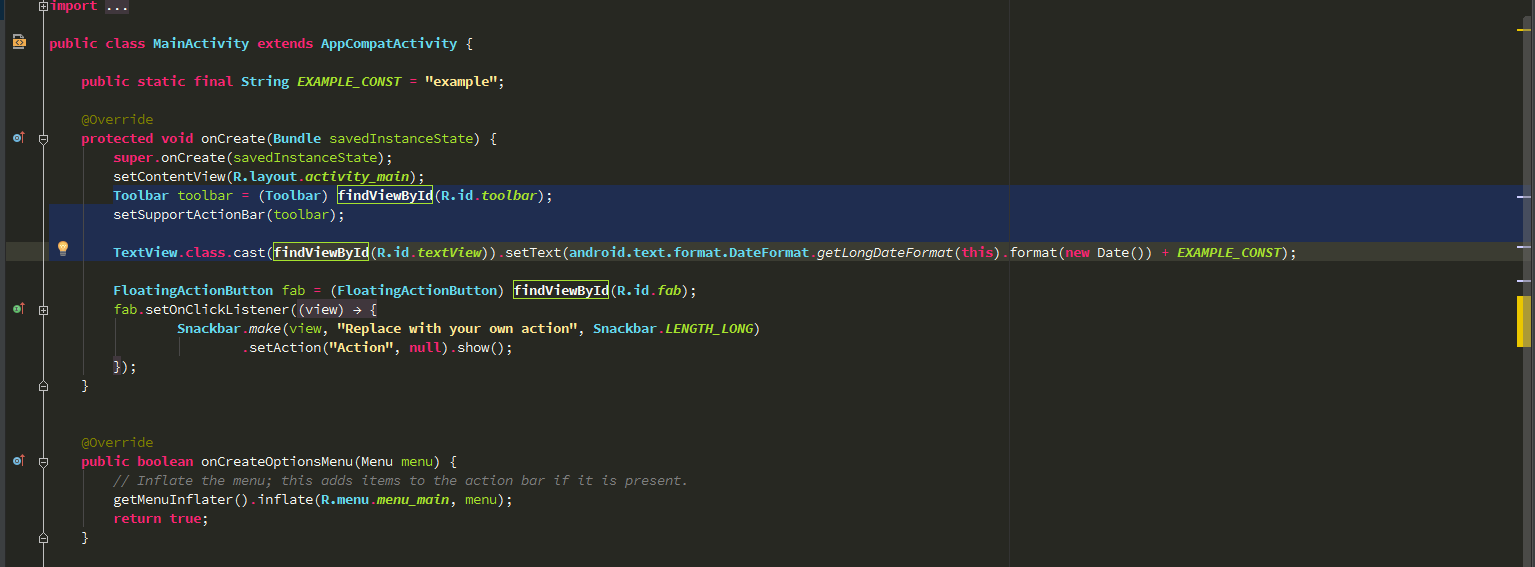 import ...
public class MainActivity extends AppCompatActivity {
public static final String EXAMPLE_CONST = "example";
@Override
protected void onCreate(Bundle savedInstanceState) {
super.onCreate(savedInstanceState);
setContentView(R.layout.activity_main);
Toolbar toolbar = (Toolbar) findViewById(R.id.toolbar);
setSupportActionBar(toolbar);
TextView.class.cast(findViewById(R.id.textView)).setText(android.text.format.DateFormat.getLongDateFormat(this).format(new Date()) + EXAMPLE_CONST);
FloatingActionButton fab = (FloatingActionButton) findViewById(R.id.fab);
fab.setOnClickListener((view) → {
Snackbar.make(view, "Replace with your own action", Snackbar.LENGTH_LONG)
.setAction("Action", null).show();
});
}
@Override
public boolean onCreateOptionsMenu(Menu menu) {
// Inflate the menu; this adds items to the action bar if it is present.
getMenuInflater().inflate(R.menu.menu_main, menu);
return true;
}